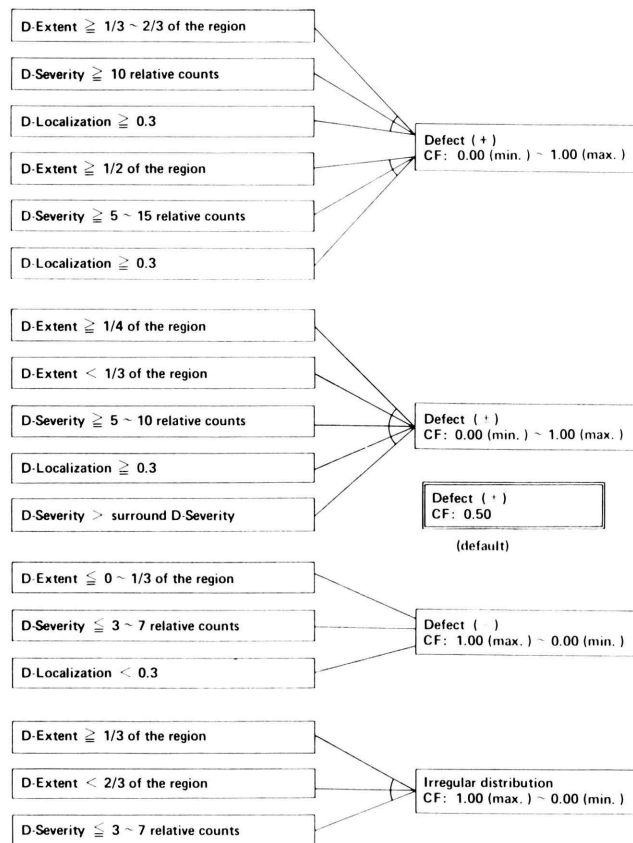 D-Extent ≧ 1/3 ~ 2/3 of the region
D-Severity ≧ 10 relative counts
D-Localization ≧ 0.3
D-Extent ≧ 1/2 of the region
D-Severity ≧ 5 ~ 15 relative counts
D-Localization ≧ 0.3
Defect ( + )
CF: 0.00 (min. ) ~ 1.00 (max. )
D-Extent ≧ 1/4 of the region
D-Extent < 1/3 of the region
D-Severity ≧ 5 ~ 10 relative counts
D-Localization ≧ 0.3
D-Severity > surround D-Severity
Defect ( ± )
CF: 0.00 (min. ) ~ 1.00 (max. )
Defect ( )
CF: 0.50
(default)
D-Extent ≦ 0 ~ 1/3 of the region
D-Severity ≦ 3 ~ 7 relative counts
D-Localization < 0.3
Defect ( )
CF: 1.00 (max. ) ~ 0.00 (min. )
D-Extent ≧ 1/3 of the region
D-Extent < 2/3 of the region
D-Severity ≦ 3 ~ 7 relative counts
Irregular distribution
CF: 1.00 (max. ) ~ 0.00 (min. )